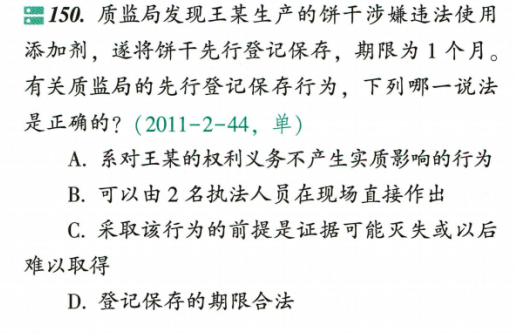 150. 质监局发现王某生产的饼干涉嫌违法使用
添加剂，遂将饼干先行登记保存，期限为 1 个月。
有关质监局的先行登记保存行为，下列哪一说法
是正确的？（2011-2-44，单）
A. 系对王某的权利义务不产生实质影响的行为
B. 可以由 2 名执法人员在现场直接作出
C. 采取该行为的前提是证据可能灭失或以后
难以取得
D. 登记保存的期限合法